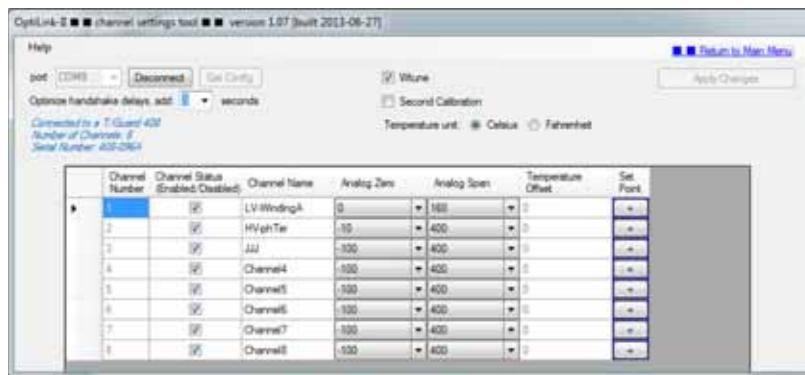 OptiLink-II ■ ■ channel settings tool ■ ■ version 1.07 [built 2013-06-27]
Help
■ ■ Return to Main Menu
port COM8 Disconnect Get Config Wtune Apply Changes
Optimize handshake delays, add seconds Second Calibration
Connected to a T/Guard 408 Temperature unit: Celsius Fahrenheit
Number of Channels: 8
Serial Number: 408-0964
Channel Number Channel Status (Enabled/Disabled) Channel Name Analog Zero Analog Span Temperature Offset Set Point
1 LV-WindingA 0 160 0 +
2 HV-phTer -10 400 0 +
3 JJJ -100 400 0 +
4 Channel4 -100 400 0 +
5 Channel5 -100 400 0 +
6 Channel6 -100 400 0 +
7 Channel7 -100 400 0 +
8 Channel8 -100 400 0 +